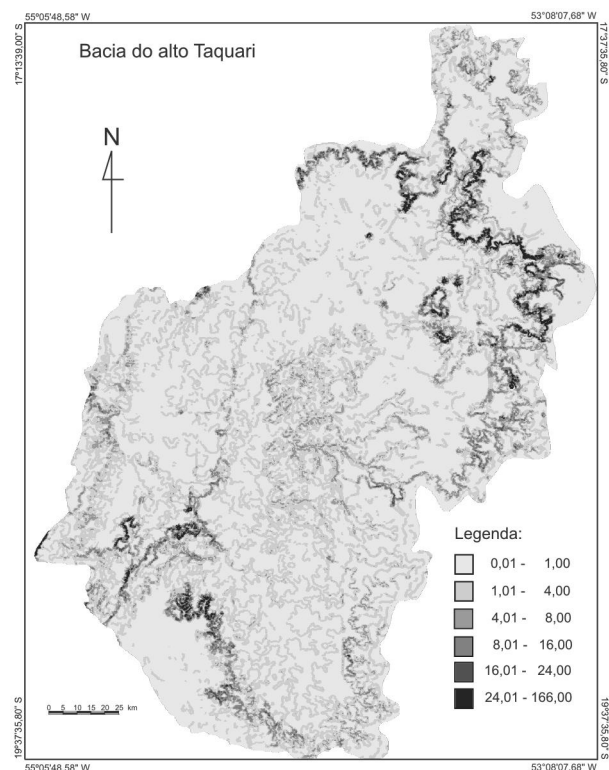 55°05'48,58" W
53°08'07,68" W
17°13'39,00" S
17°37'35,80" S
Bacia do alto Taquari
N
Legenda:
0,01 - 1,00
1,01 - 4,00
4,01 - 8,00
8,01 - 16,00
16,01 - 24,00
24,01 - 166,00
0 5 10 15 20 25 km
19°37'35,80" S
19°37'35,80" S
55°05'48,58" W
53°08'07,68" W